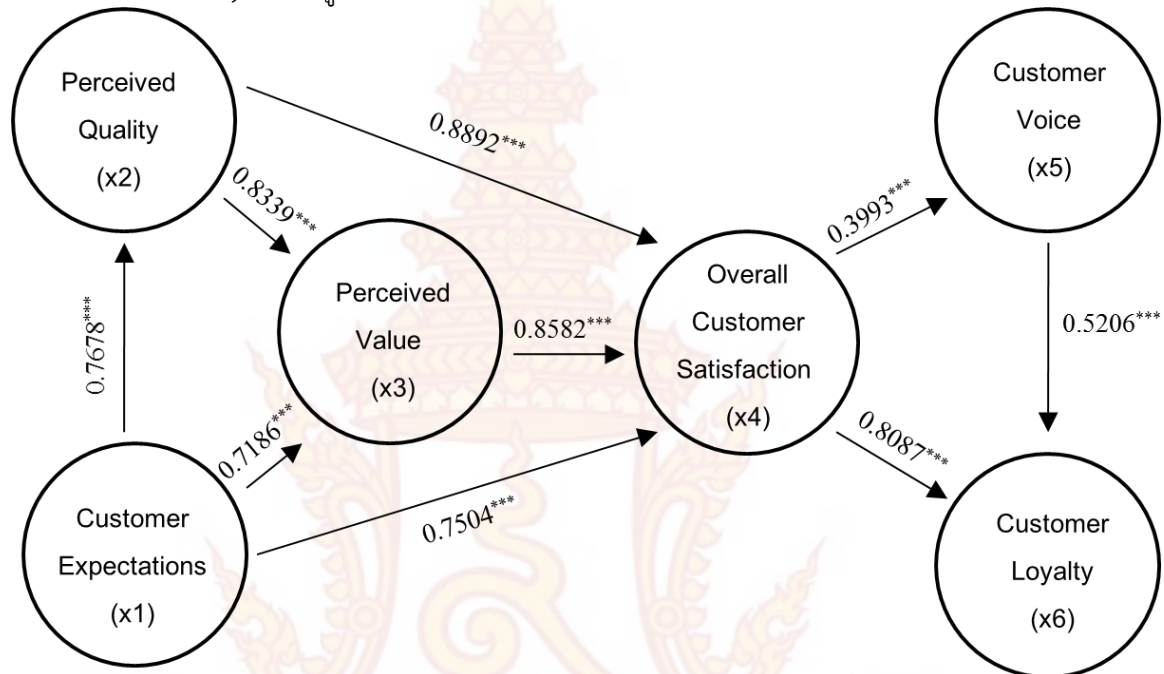 Perceived
Quality
(x2)
Customer
Voice
(x5)
0.8892***
0.8339***
0.3993***
Perceived
Value
(x3)
Overall
Customer
Satisfaction
(x4)
0.7678***
0.8582***
0.5206***
0.7186***
0.7504***
0.8087***
Customer
Expectations
(x1)
Customer
Loyalty
(x6)